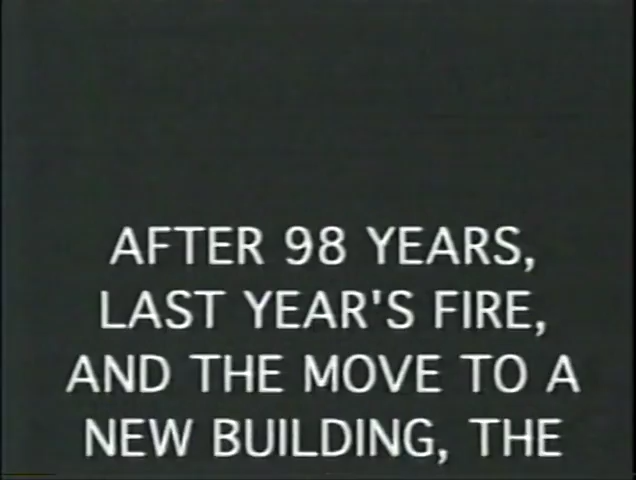 AFTER 98 YEARS,
LAST YEAR'S FIRE,
AND THE MOVE TO A
NEW BUILDING, THE